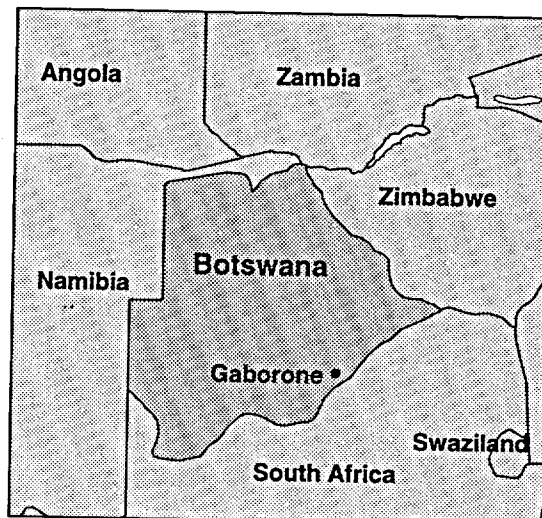 Angola
Zambia
Zimbabwe
Botswana
Namibia
Gaborone
Swaziland
South Africa